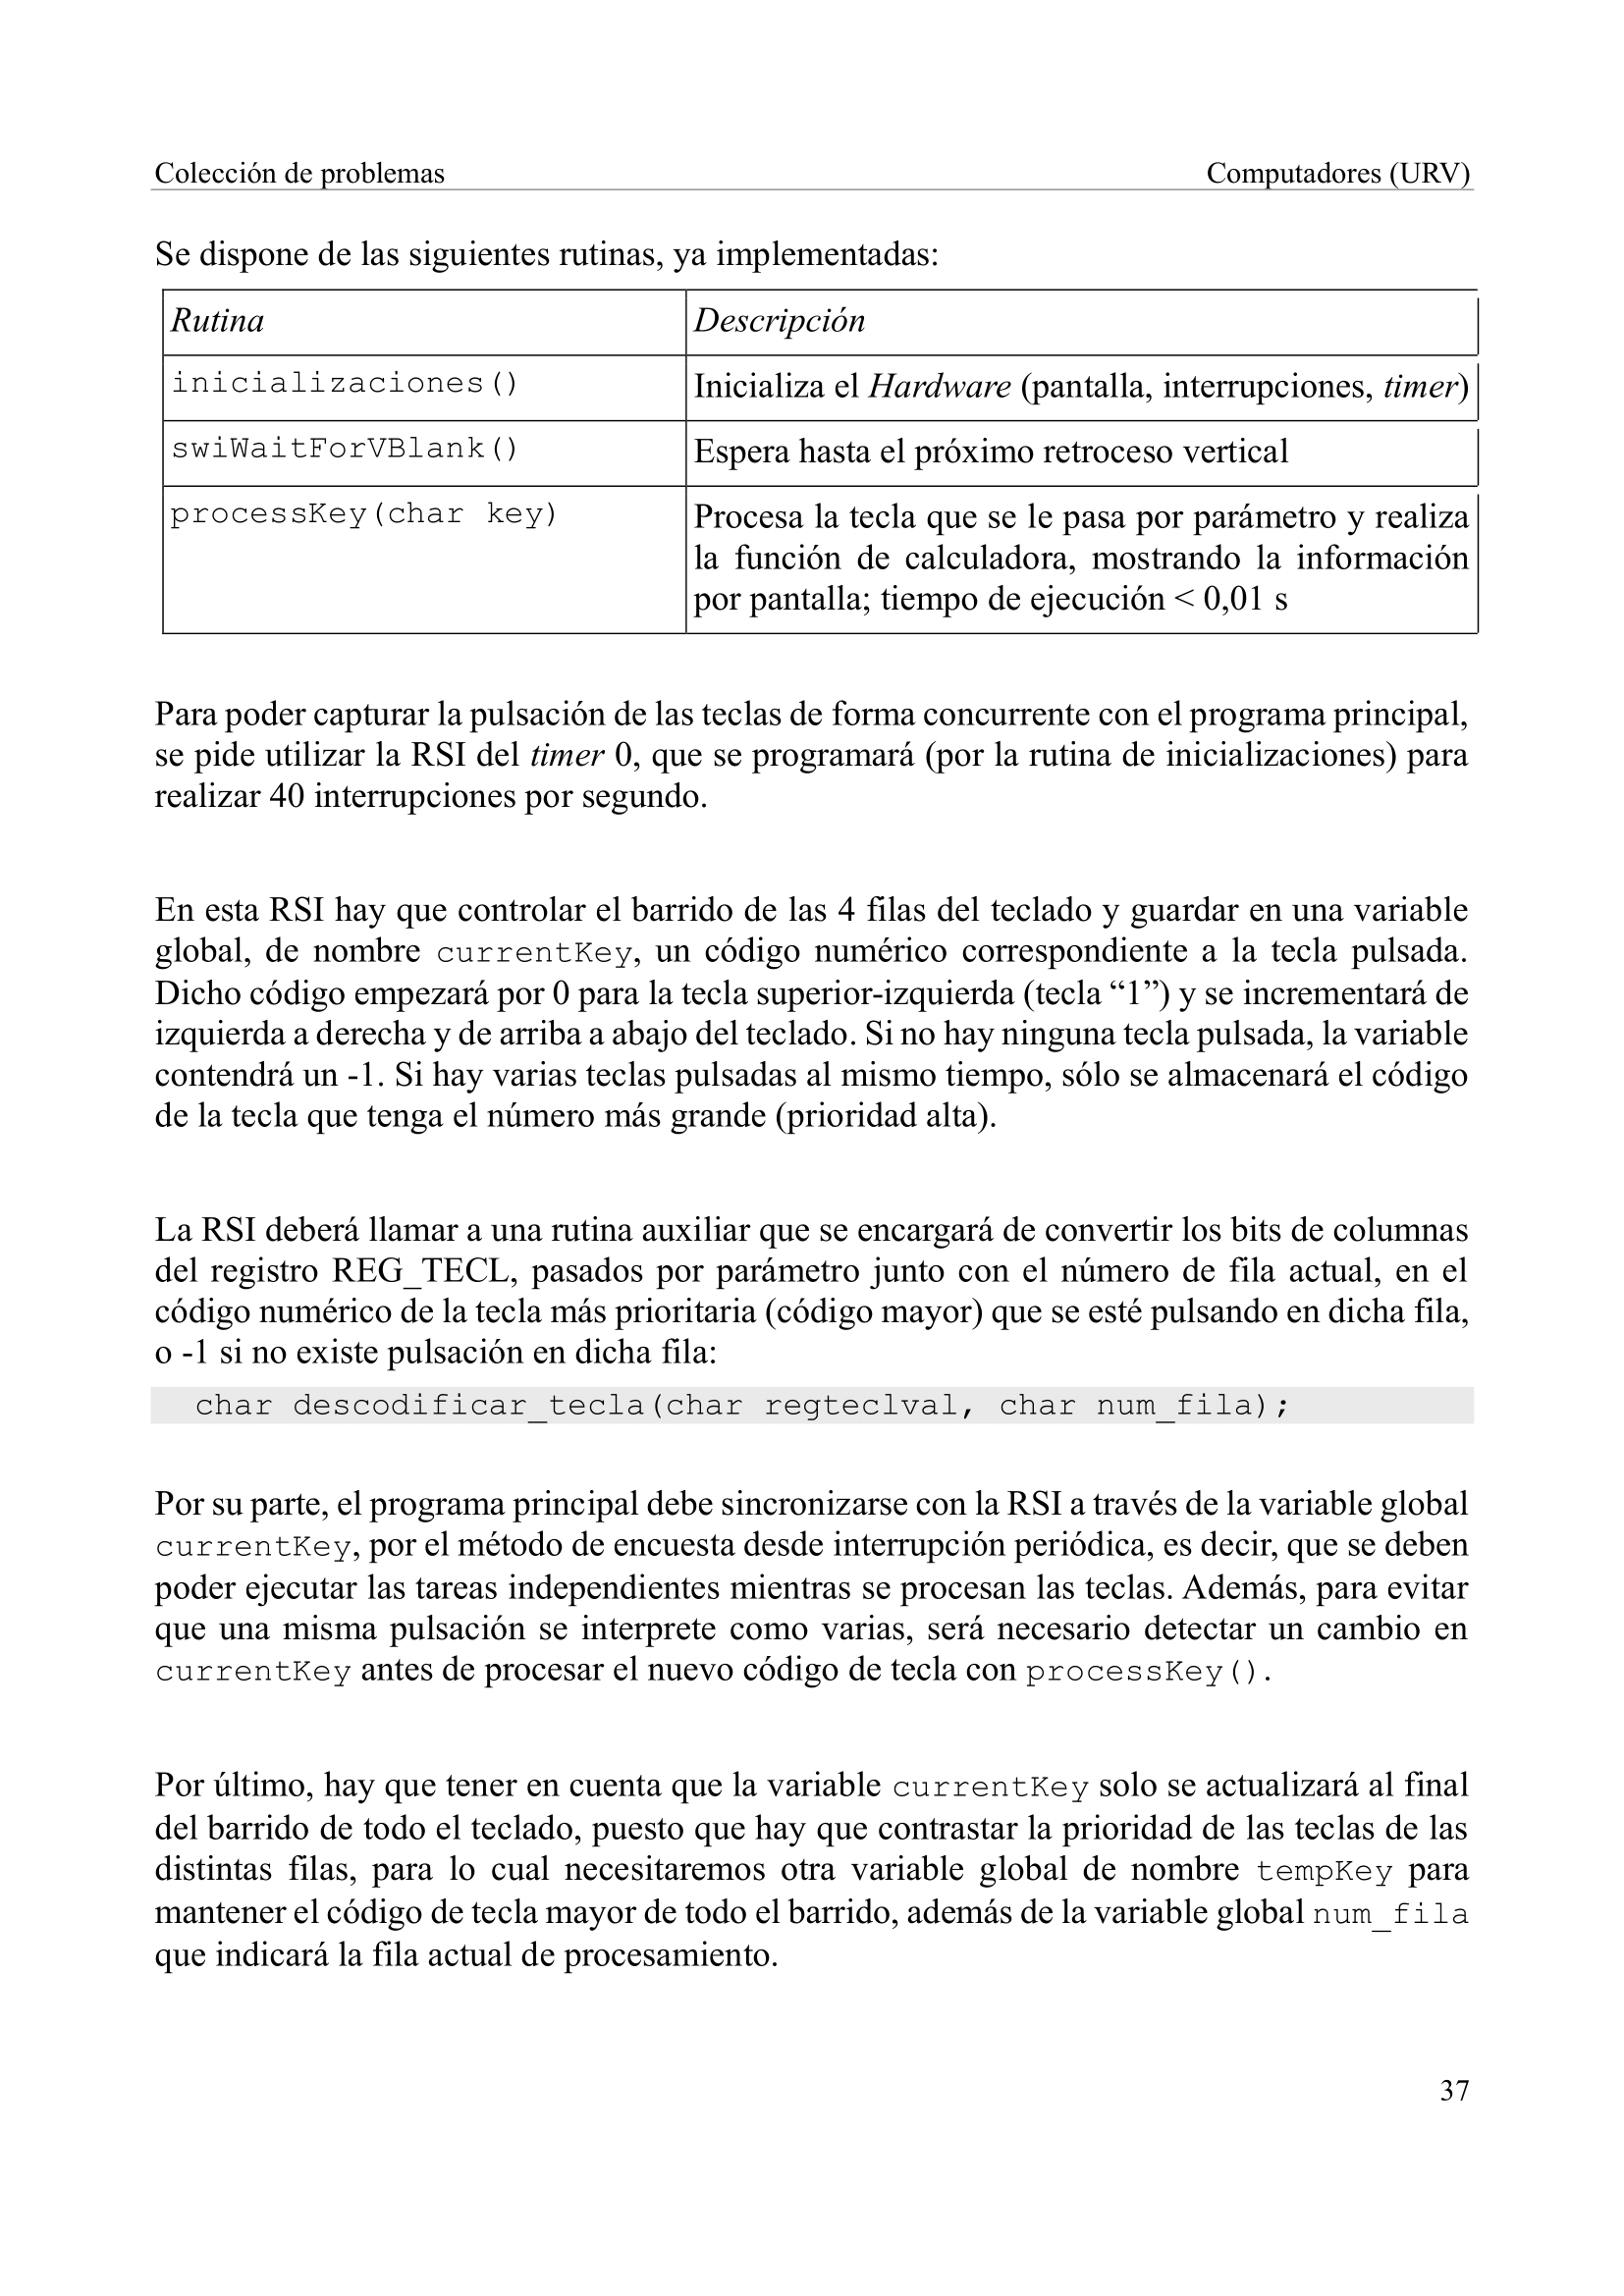 Colección de problemas
Computadores (URV)
Se dispone de las siguientes rutinas, ya implementadas:
Rutina
Descripción
inicializaciones()
Inicializa el Hardware (pantalla, interrupciones, timer)
swiWaitForVBlank()
Espera hasta el próximo retroceso vertical
processKey(char key)
Procesa la tecla que se le pasa por parámetro y realiza
la función de calculadora, mostrando la información
por pantalla; tiempo de ejecución < 0,01 s
Para poder capturar la pulsación de las teclas de forma concurrente con el programa principal,
se pide utilizar la RSI del timer 0, que se programará (por la rutina de inicializaciones) para
realizar 40 interrupciones por segundo.
En esta RSI hay que controlar el barrido de las 4 filas del teclado y guardar en una variable
global, de nombre currentKey, un código numérico correspondiente a la tecla pulsada.
Dicho código empezará por 0 para la tecla superior-izquierda (tecla “1”) y se incrementará de
izquierda a derecha y de arriba a abajo del teclado. Si no hay ninguna tecla pulsada, la variable
contendrá un -1. Si hay varias teclas pulsadas al mismo tiempo, sólo se almacenará el código
de la tecla que tenga el número más grande (prioridad alta).
La RSI deberá llamar a una rutina auxiliar que se encargará de convertir los bits de columnas
del registro REG_TECL, pasados por parámetro junto con el número de fila actual, en el
código numérico de la tecla más prioritaria (código mayor) que se esté pulsando en dicha fila,
o -1 si no existe pulsación en dicha fila:
char descodificar_tecla(char regteclval, char num_fila);
Por su parte, el programa principal debe sincronizarse con la RSI a través de la variable global
currentKey, por el método de encuesta desde interrupción periódica, es decir, que se deben
poder ejecutar las tareas independientes mientras se procesan las teclas. Además, para evitar
que una misma pulsación se interprete como varias, será necesario detectar un cambio en
currentKey antes de procesar el nuevo código de tecla con processKey().
Por último, hay que tener en cuenta que la variable currentKey solo se actualizará al final
del barrido de todo el teclado, puesto que hay que contrastar la prioridad de las teclas de las
distintas filas, para lo cual necesitaremos otra variable global de nombre tempKey para
mantener el código de tecla mayor de todo el barrido, además de la variable global num_fila
que indicará la fila actual de procesamiento.
37